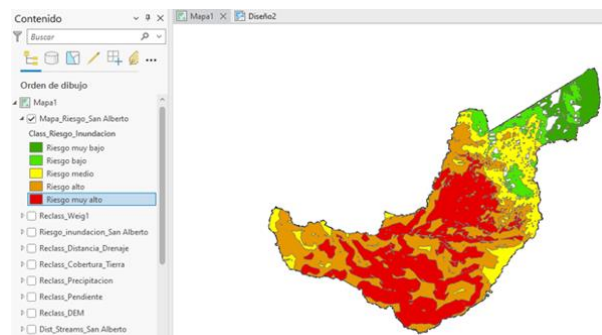 Contenido
Mapa1
Diseño2
Buscar
Orden de dibujo
Mapa1
Mapa_Riesgo_San Alberto
Class_Riesgo_Inundacion
Riesgo muy bajo
Riesgo bajo
Riesgo medio
Riesgo alto
Riesgo muy alto
Reclass_Weig1
Riesgo_inundacion_San Alberto
Reclass_Distancia_Drenaje
Reclass_Cobertura_Tierra
Reclass_Precipitacion
Reclass_Pendiente
Reclass_DEM
Dist_Streams_San Alberto